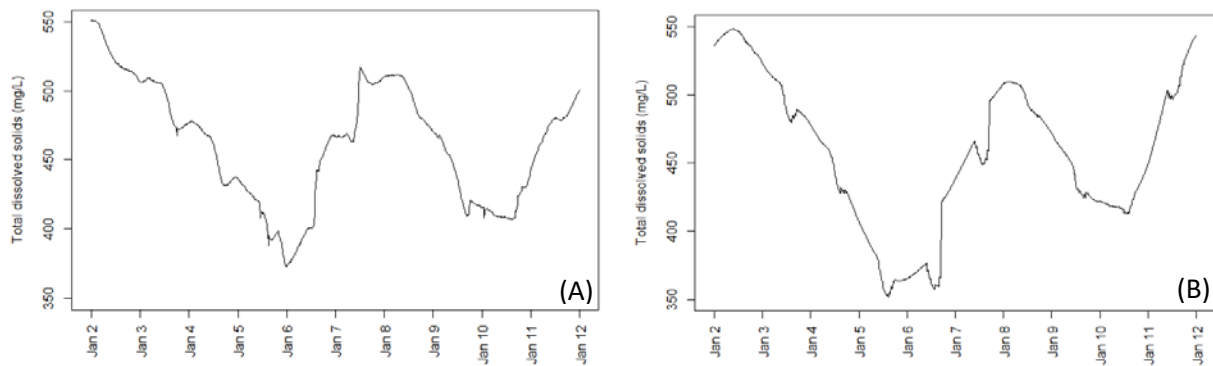 Total dissolved solids (mg/L)
550
500
450
400
350
Jan 2
Jan 3
Jan 4
Jan 5
Jan 6
Jan 7
Jan 8
Jan 9
Jan 10
Jan 11
Jan 12
(A)
Total dissolved solids (mg/L)
550
500
450
400
350
Jan 2
Jan 3
Jan 4
Jan 5
Jan 6
Jan 7
Jan 8
Jan 9
Jan 10
Jan 11
Jan 12
(B)